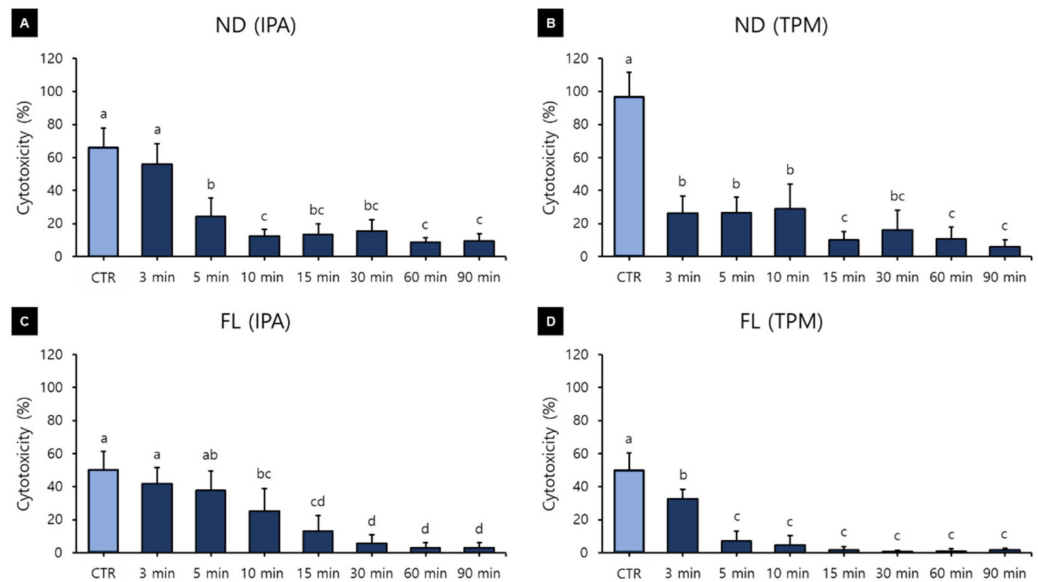 A
ND (IPA)
120
100
80
60
40
20
0
Cytotoxicity (%)
a
a
b
c
bc
bc
c
c
CTR 3 min 5 min 10 min 15 min 30 min 60 min 90 min
B
ND (TPM)
120
100
80
60
40
20
0
Cytotoxicity (%)
a
b
b
b
c
bc
c
c
CTR 3 min 5 min 10 min 15 min 30 min 60 min 90 min
C
FL (IPA)
120
100
80
60
40
20
0
Cytotoxicity (%)
a
a
ab
bc
cd
d
d
d
CTR 3 min 5 min 10 min 15 min 30 min 60 min 90 min
D
FL (TPM)
120
100
80
60
40
20
0
Cytotoxicity (%)
a
b
c
c
c
c
c
c
CTR 3 min 5 min 10 min 15 min 30 min 60 min 90 min